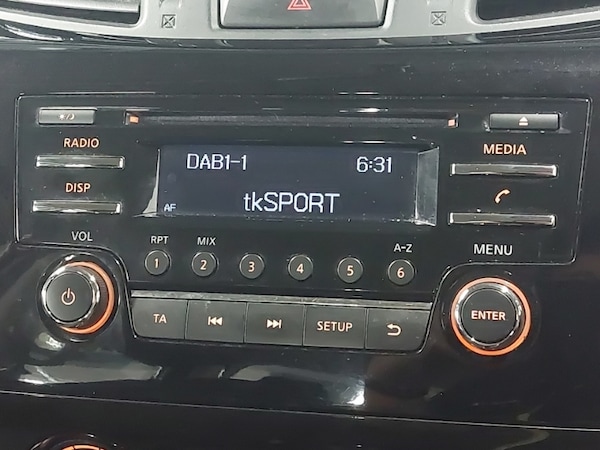 RADIO
DAB1-1 6:31
MEDIA
DISP
AF tkSPORT
VOL
RPT MIX A-Z
MENU
1 2 3 4 5 6
TA SETUP
ENTER